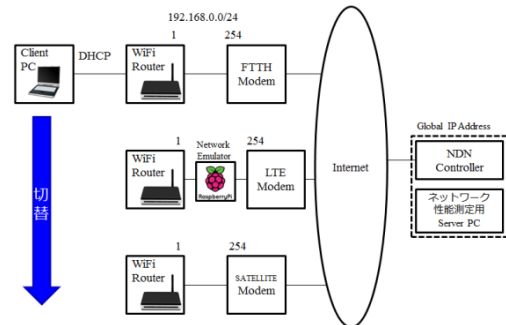 192.168.0.0/24
1
254
Client
PC
DHCP
WiFi
Router
FTTH
Modem
1
Network
Emulator
254
WiFi
Router
RaspberryPi
LTE
Modem
Internet
Global IP Address
NDN
Controller
ネットワーク
性能測定用
Server PC
切替
1
254
WiFi
Router
SATELLITE
Modem